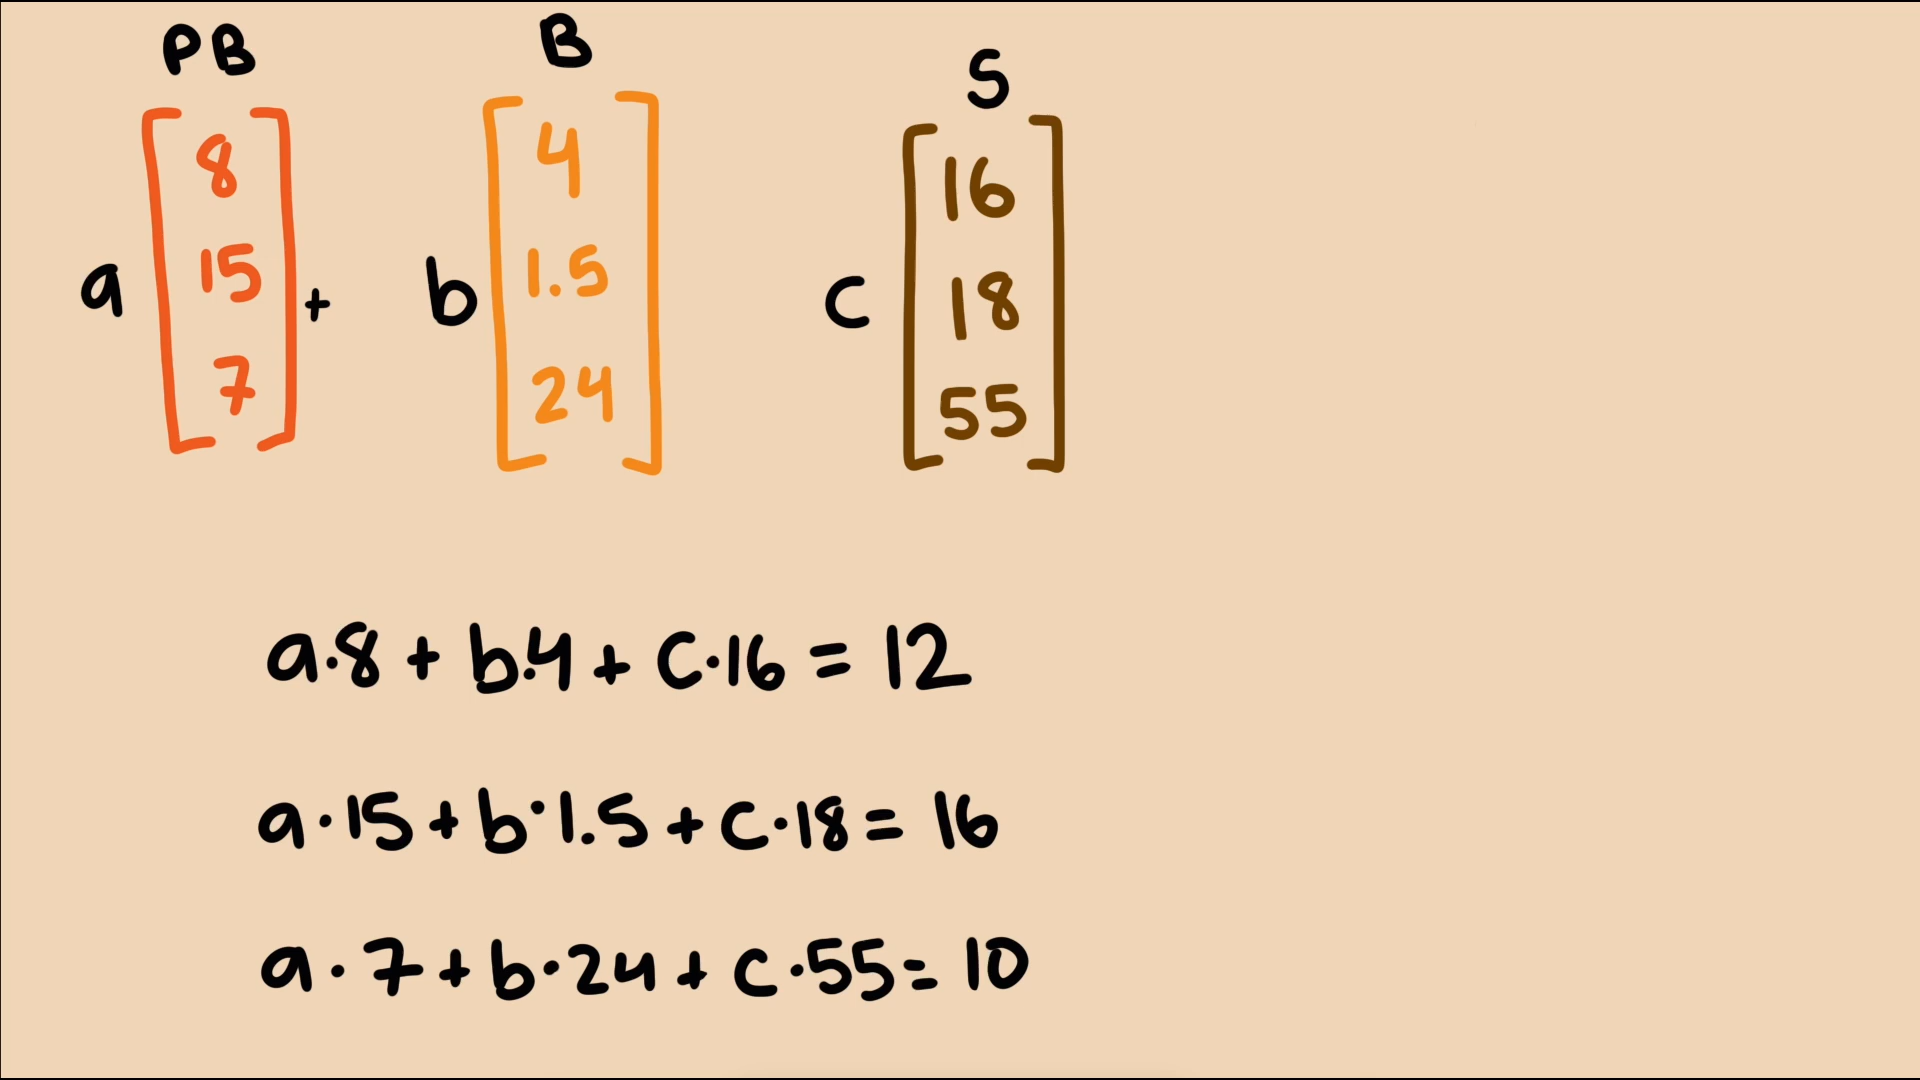 PB B S
a [8 15 7] + b [4 1.5 24] c [16 18 55]
a·8 + b·4 + c·16 = 12
a·15 + b·1.5 + c·18 = 16
a·7 + b·24 + c·55 = 10